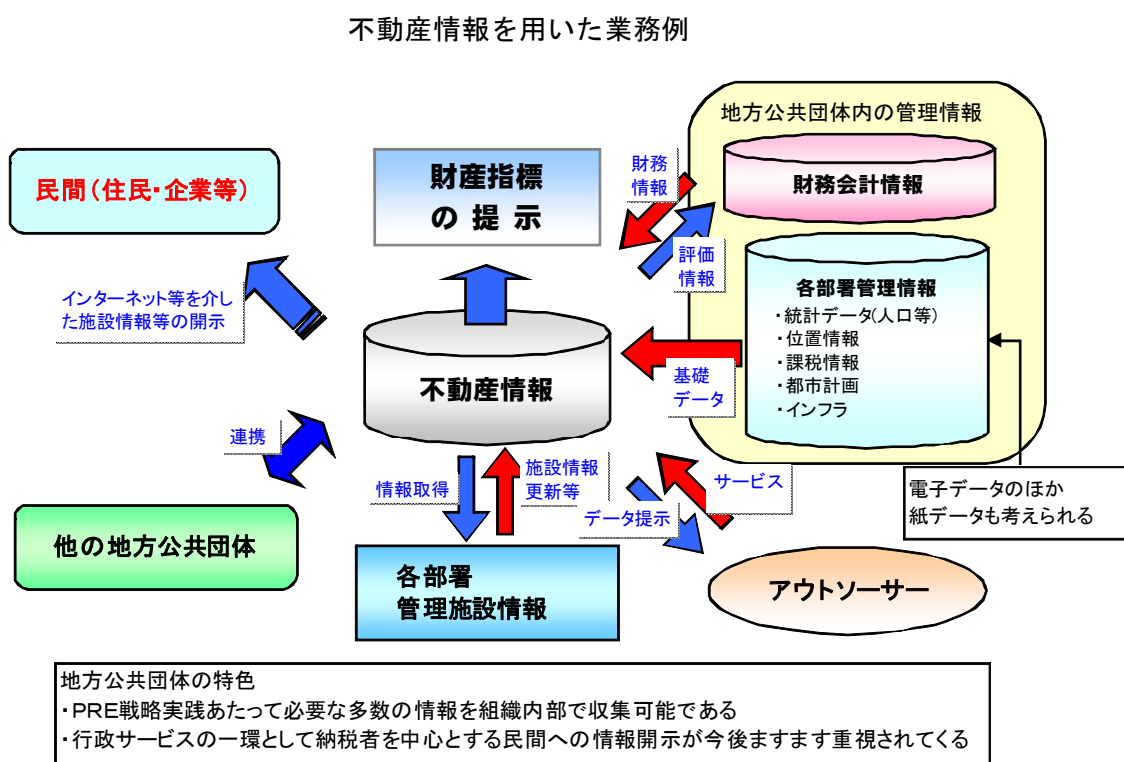 不動産情報を用いた業務例
地方公共団体内の管理情報
民間(住民・企業等)
財産指標
の 提 示
財務
情報
財務会計情報
評価
情報
インターネット等を介し
た施設情報等の開示
各部署管理情報
・統計データ(人口等)
・位置情報
・課税情報
・都市計画
・インフラ
不動産情報
基礎
データ
連携
情報取得
施設情報
更新等
サービス
データ提示
電子データのほか
紙データも考えられる
他の地方公共団体
各部署
管理施設情報
アウトソーサー
地方公共団体の特色
・PRE戦略実践あたって必要な多数の情報を組織内部で収集可能である
・行政サービスの一環として納税者を中心とする民間への情報開示が今後ますます重視されてくる